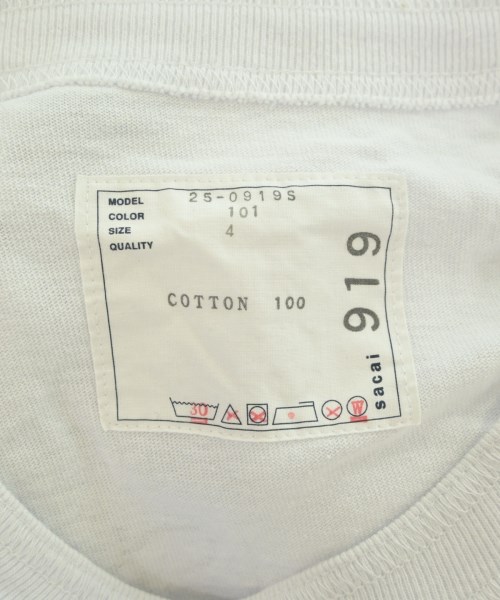 MODEL 25-0919S
COLOR 101
SIZE 4
QUALITY
COTTON 100
919
sacai
30
W